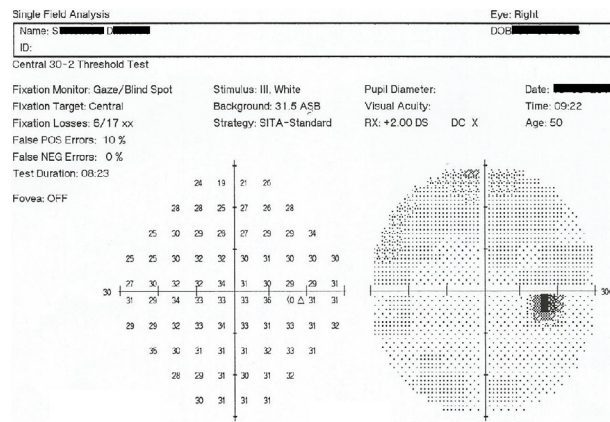 Single Field Analysis Eye: Right
Name: S D DOB
ID:
Central 30-2 Threshold Test
Fixation Monitor: Gaze/Blind Spot Stimulus: III, White Pupil Diameter: Date:
Fixation Target: Central Background: 31.5 ASB Visual Acuity: Time: 09:22
Fixation Losses: 6/17 xx Strategy: SITA-Standard RX: +2.00 DS DC X Age: 50
False POS Errors: 10 %
False NEG Errors: 0 %
Test Duration: 08:23
Fovea: OFF
24 19 21 26
28 28 25 27 26 28
25 30 29 28 26 29 29 34
25 25 30 32 32 30 31 30 30 30
27 30 32 32 34 31 30 29 29 31
30 30
31 29 34 33 33 33 36 (0 △ 31 31
29 29 32 33 34 33 31 33 31 32
35 30 31 31 31 32 33 31
28 29 31 30 31 32
30 31 31 31